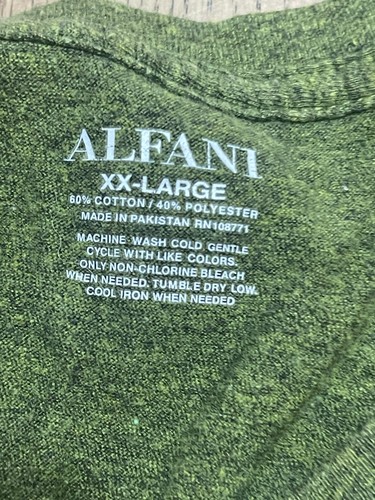 ALFANI
XX-LARGE
60% COTTON / 40% POLYESTER
MADE IN PAKISTAN RN108771
MACHINE WASH COLD GENTLE
CYCLE WITH LIKE COLORS.
ONLY NON-CHLORINE BLEACH
WHEN NEEDED. TUMBLE DRY LOW.
COOL IRON WHEN NEEDED